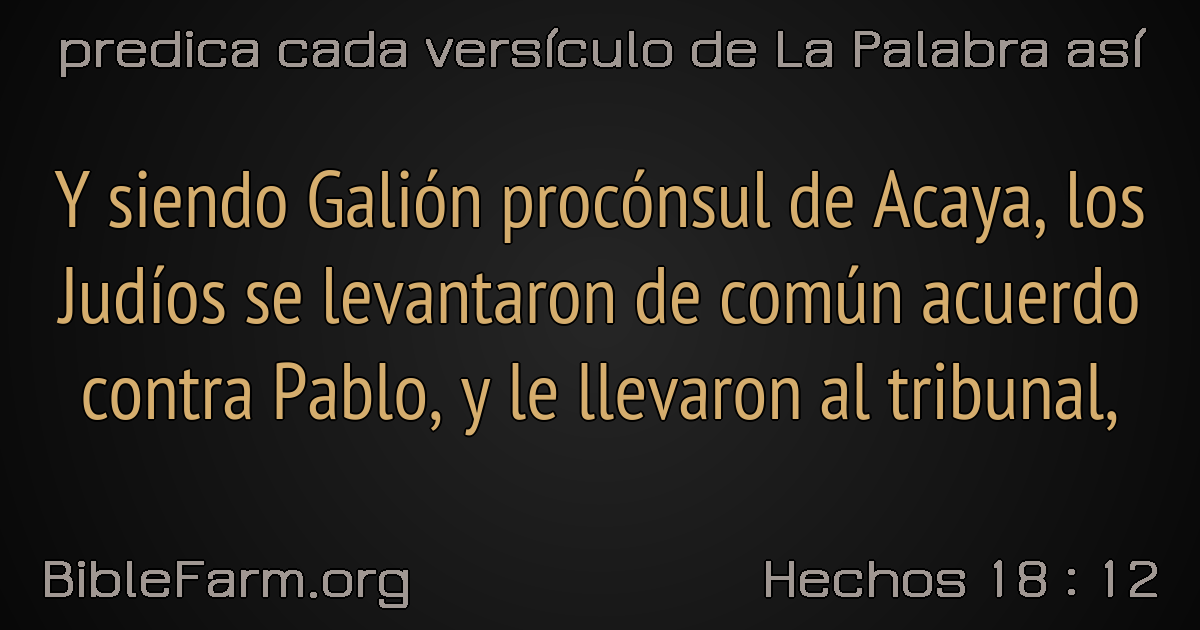 predica cada versículo de La Palabra así
Y siendo Galión procónsul de Acaya, los
Judíos se levantaron de común acuerdo
contra Pablo, y le llevaron al tribunal,
BibleFarm.org
Hechos 18 : 12